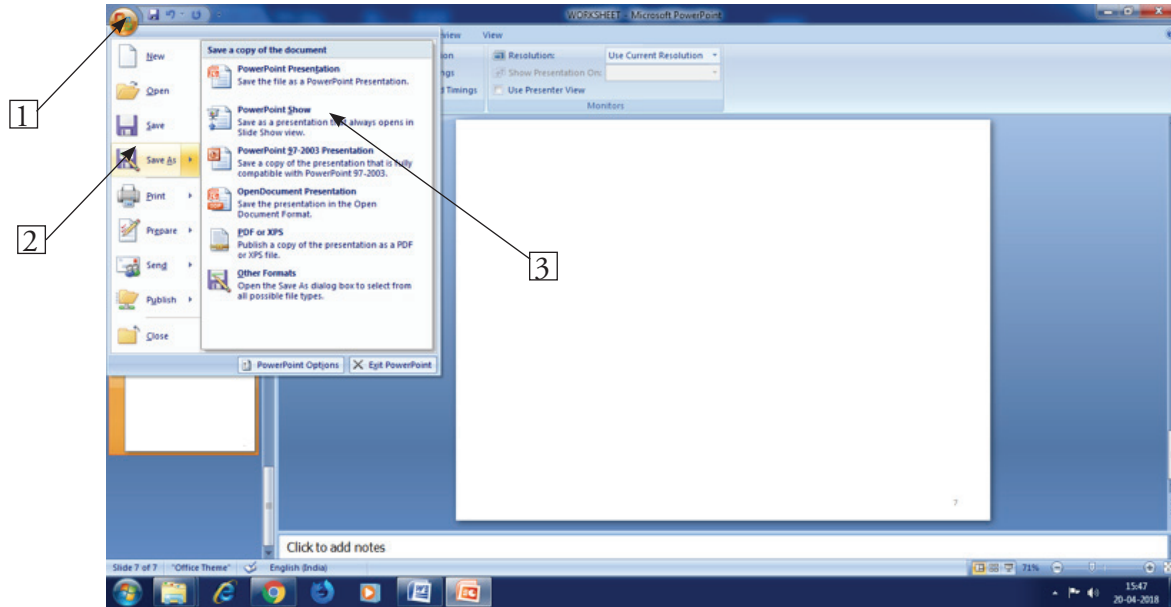 WORKSHEET - Microsoft PowerPoint
View
Resolution:
Use Current Resolution
Show Presentation On:
Timings
Use Presenter View
Monitors
1
2
3
New
Open
Save
Save As
Print
Prepare
Send
Publish
Close
Save a copy of the document
PowerPoint Presentation
Save the file as a PowerPoint Presentation.
PowerPoint Show
Save as a presentation that always opens in
Slide Show view.
PowerPoint 97-2003 Presentation
Save a copy of the presentation that is fully
compatible with PowerPoint 97-2003.
OpenDocument Presentation
Save the presentation in the Open
Document Format.
PDF or XPS
Publish a copy of the presentation as a PDF
or XPS file.
Other Formats
Open the Save As dialog box to select from
all possible file types.
PowerPoint Options
Exit PowerPoint
7
Click to add notes
Slide 7 of 7
"Office Theme"
English (India)
71%
15:47
20-04-2018